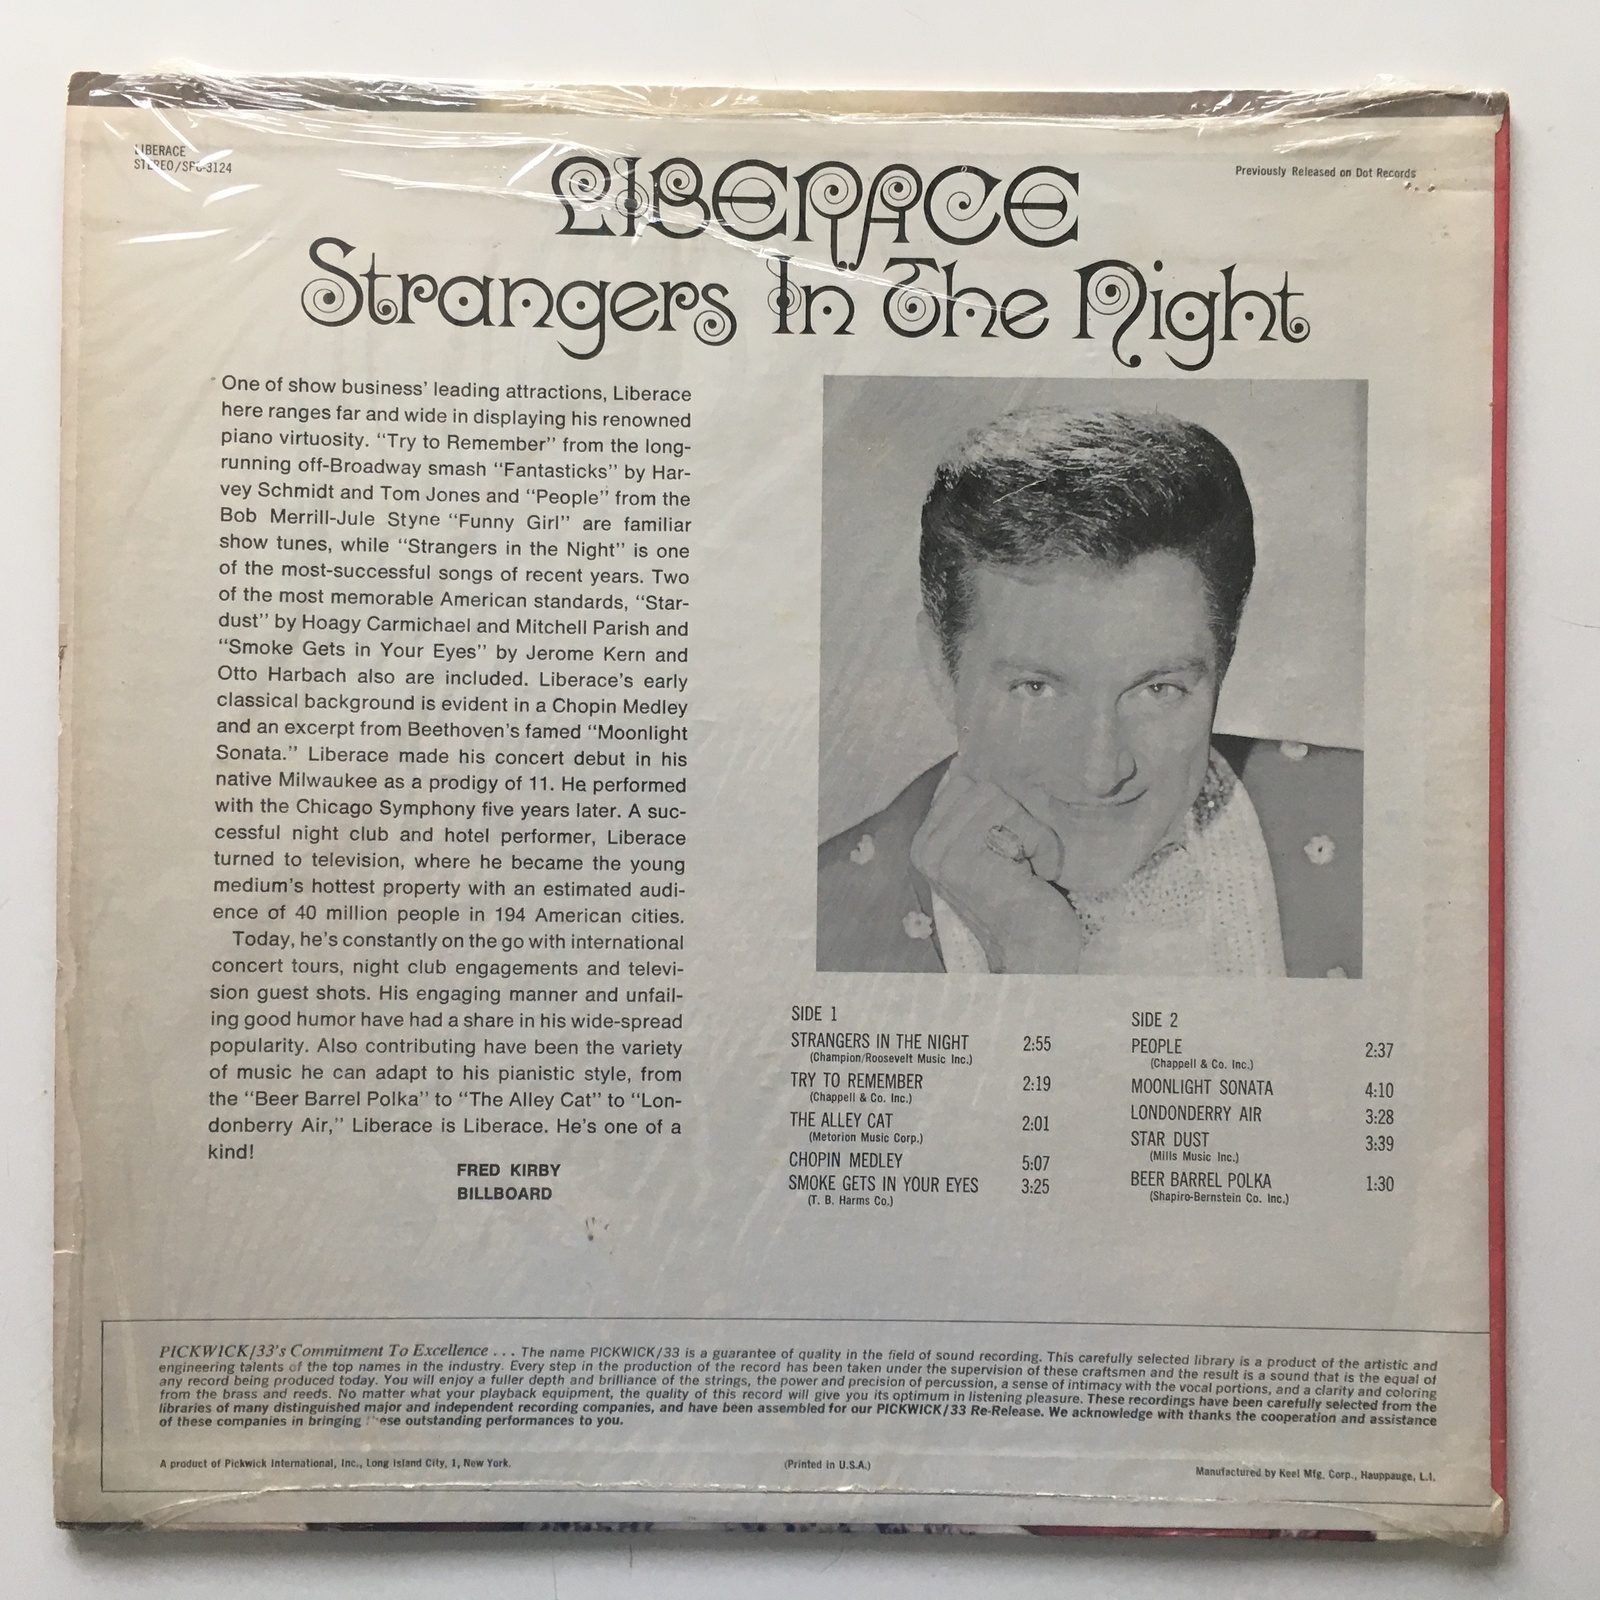 LIBERACE
STEREO/SPC-3124
Previously Released on Dot Records
LIBERACE
Strangers In The Night
One of show business' leading attractions, Liberace
here ranges far and wide in displaying his renowned
piano virtuosity. "Try to Remember" from the long-
running off-Broadway smash "Fantasticks" by Har-
vey Schmidt and Tom Jones and "People" from the
Bob Merrill-Jule Styne "Funny Girl" are familiar
show tunes, while "Strangers in the Night" is one
of the most-successful songs of recent years. Two
of the most memorable American standards, "Star-
dust" by Hoagy Carmichael and Mitchell Parish and
"Smoke Gets in Your Eyes" by Jerome Kern and
Otto Harbach also are included. Liberace's early
classical background is evident in a Chopin Medley
and an excerpt from Beethoven's famed "Moonlight
Sonata." Liberace made his concert debut in his
native Milwaukee as a prodigy of 11. He performed
with the Chicago Symphony five years later. A suc-
cessful night club and hotel performer, Liberace
turned to television, where he became the young
medium's hottest property with an estimated audi-
ence of 40 million people in 194 American cities.
Today, he's constantly on the go with international
concert tours, night club engagements and televi-
sion guest shots. His engaging manner and unfail-
ing good humor have had a share in his wide-spread
popularity. Also contributing have been the variety
of music he can adapt to his pianistic style, from
the "Beer Barrel Polka" to "The Alley Cat" to "Lon-
donberry Air," Liberace is Liberace. He's one of a
kind!
FRED KIRBY
BILLBOARD
SIDE 1
STRANGERS IN THE NIGHT 2:55
(Champion/Roosevelt Music Inc.)
TRY TO REMEMBER 2:19
(Chappell & Co. Inc.)
THE ALLEY CAT 2:01
(Metorion Music Corp.)
CHOPIN MEDLEY 5:07
SMOKE GETS IN YOUR EYES 3:25
(T. B. Harms Co.)
SIDE 2
PEOPLE 2:37
(Chappell & Co. Inc.)
MOONLIGHT SONATA 4:10
LONDONDERRY AIR 3:28
STAR DUST 3:39
(Mills Music Inc.)
BEER BARREL POLKA 1:30
(Shapiro-Bernstein Co. Inc.)
PICKWICK/33's Commitment To Excellence . . . The name PICKWICK/33 is a guarantee of quality in the field of sound recording. This carefully selected library is a product of the artistic and
engineering talents of the top names in the industry. Every step in the production of the record has been taken under the supervision of these craftsmen and the result is a sound that is the equal of
any record being produced today. You will enjoy a fuller depth and brilliance of the strings, the power and precision of percussion, a sense of intimacy with the vocal portions, and a clarity and coloring
from the brass and reeds. No matter what your playback equipment, the quality of this record will give you its optimum in listening pleasure. These recordings have been carefully selected from the
libraries of many distinguished major and independent recording companies, and have been assembled for our PICKWICK/33 Re-Release. We acknowledge with thanks the cooperation and assistance
of these companies in bringing these outstanding performances to you.
A product of Pickwick International, Inc., Long Island City, 1, New York.
(Printed in U.S.A.)
Manufactured by Keel Mfg. Corp., Hauppauge, L.I.